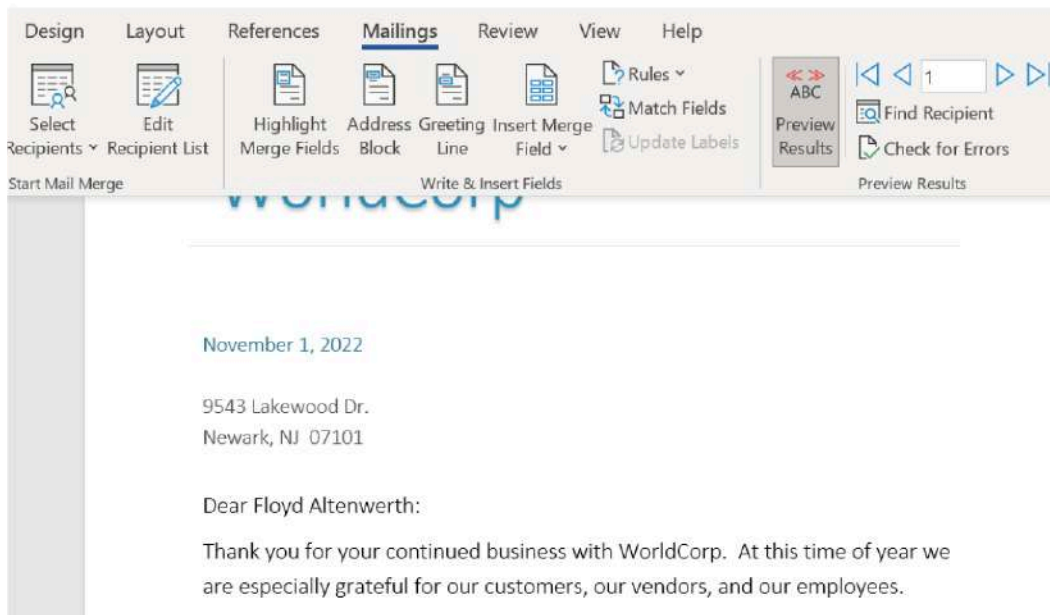 Design Layout References Mailings Review View Help
Select Recipients
Edit Recipient List
Highlight Merge Fields
Address Block
Greeting Line
Insert Merge Field
Rules
Match Fields
Update Labels
ABC
Preview Results
1
Find Recipient
Check for Errors
Start Mail Merge
Write & Insert Fields
Preview Results
WorldCorp
November 1, 2022
9543 Lakewood Dr.
Newark, NJ 07101
Dear Floyd Altenwerth:
Thank you for your continued business with WorldCorp. At this time of year we
are especially grateful for our customers, our vendors, and our employees.